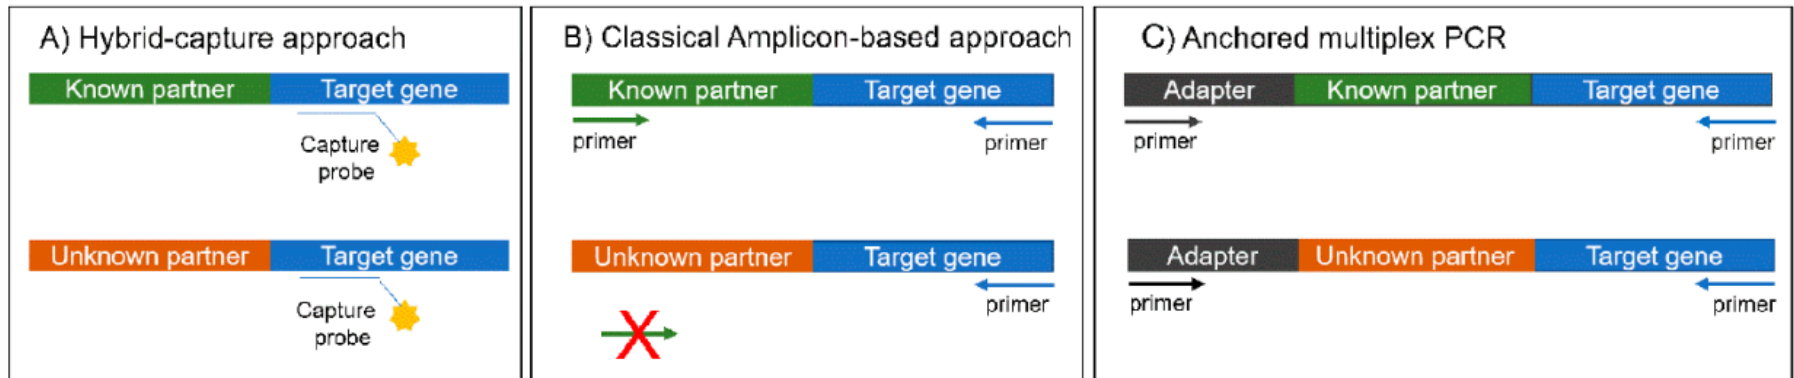 A) Hybrid-capture approach
Known partner Target gene
Capture
probe
Unknown partner Target gene
Capture
probe
B) Classical Amplicon-based approach
Known partner Target gene
primer primer
Unknown partner Target gene
primer
C) Anchored multiplex PCR
Adapter Known partner Target gene
primer primer
Adapter Unknown partner Target gene
primer primer